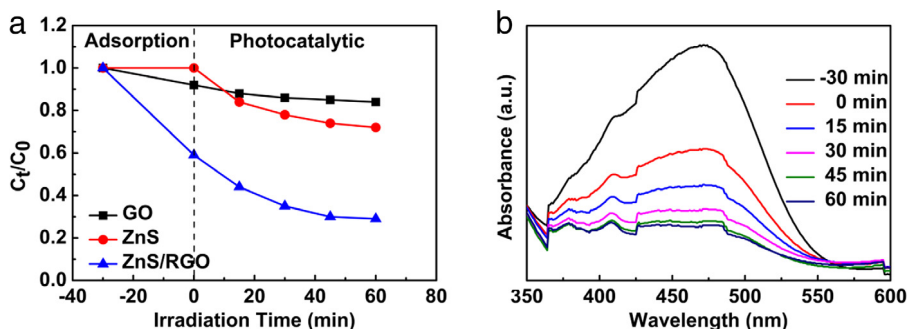 a
Adsorption
Photocatalytic
C_t/C_0
1.2
1.0
0.8
0.6
0.4
0.2
0.0
GO
ZnS
ZnS/RGO
-40 -20 0 20 40 60 80
Irradiation Time (min)
b
Absorbance (a.u.)
-30 min
0 min
15 min
30 min
45 min
60 min
350 400 450 500 550 600
Wavelength (nm)